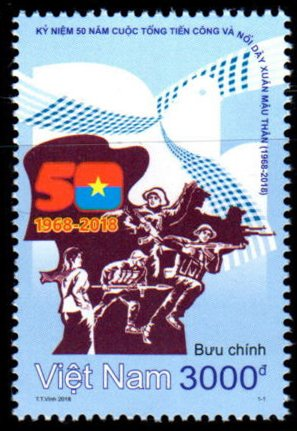 KỶ NIỆM 50 NĂM CUỘC TỔNG TIẾN CÔNG VÀ NỔI DẬY XUÂN MẬU THÂN (1968-2018)
50
1968-2018
Bưu chính
Việt Nam 3000đ
T.T.Vinh 2018
1-1